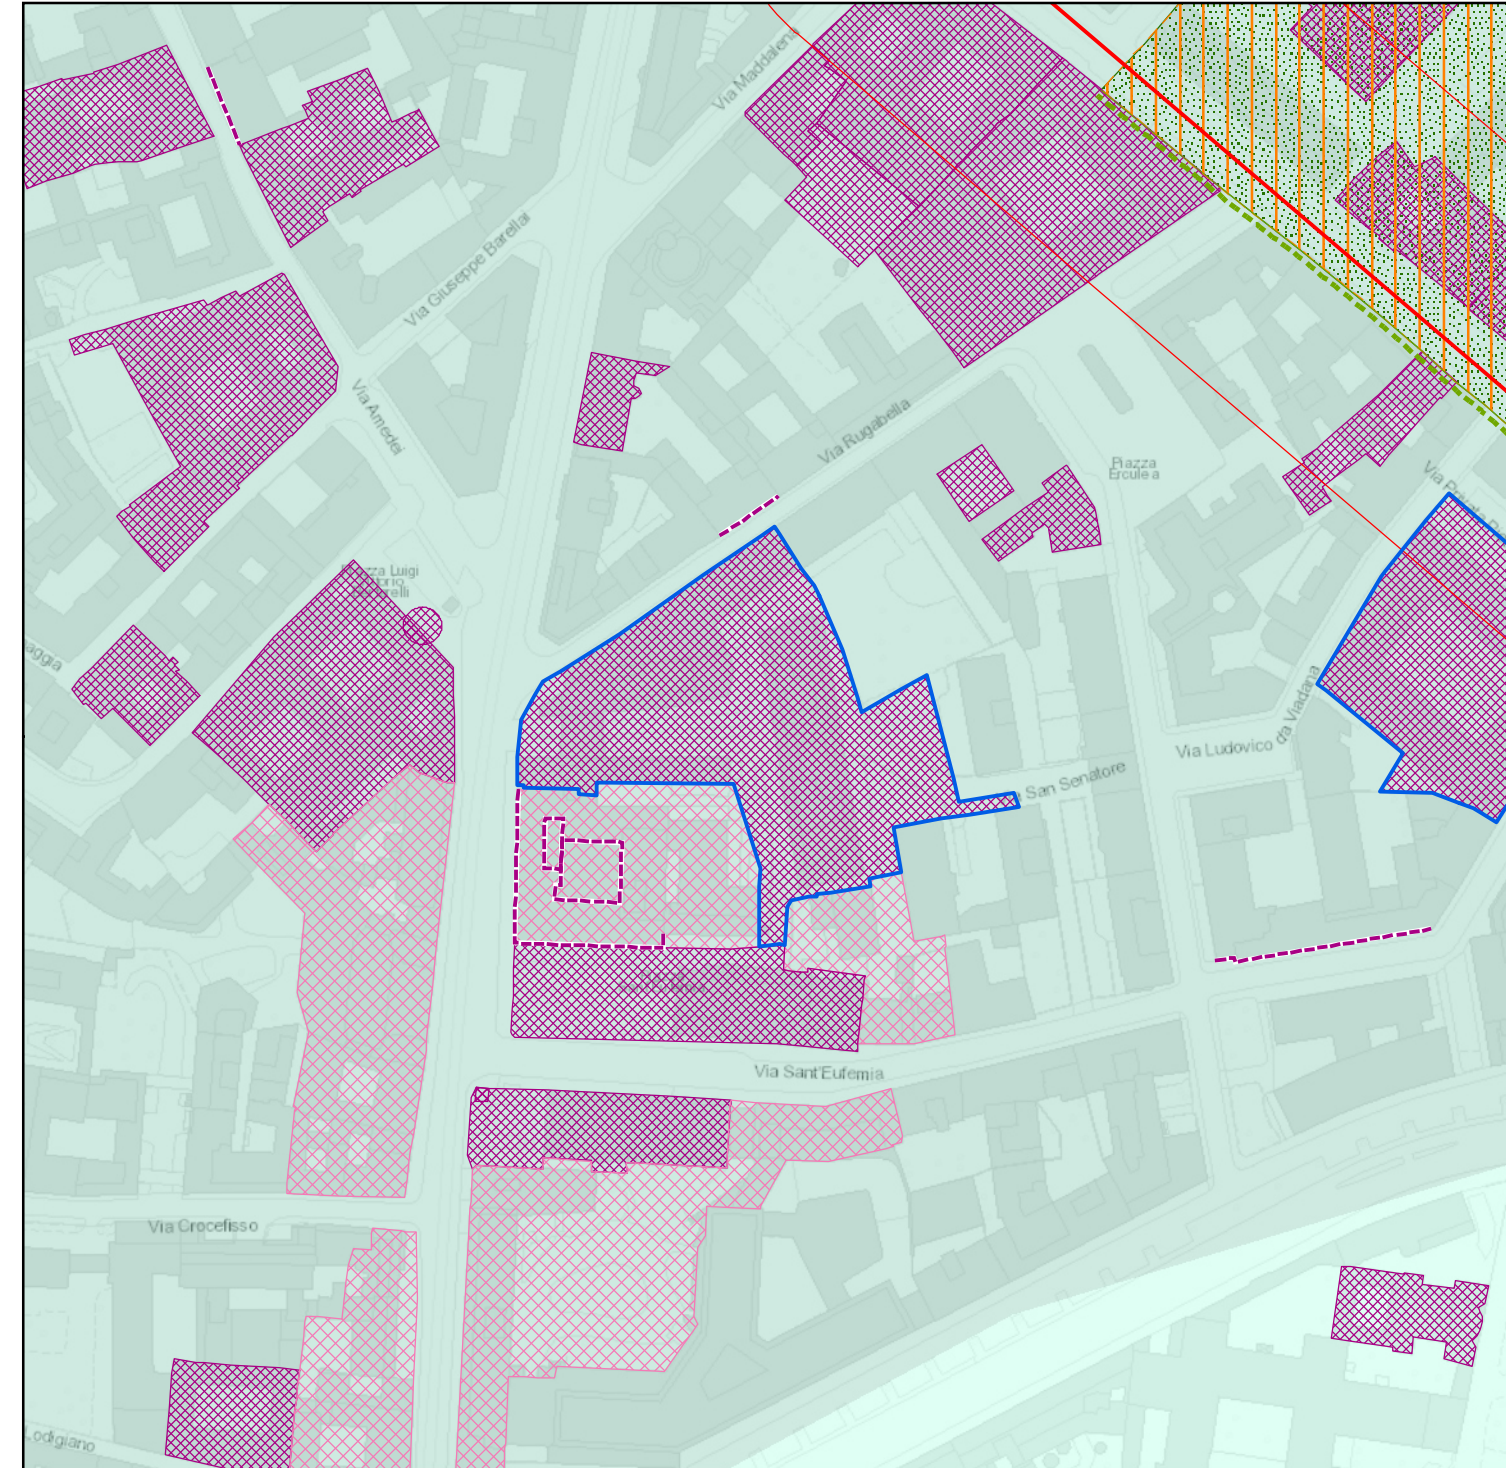 Via Maddalena
Via Giuseppe Barellai
Via Amedei
Via Rugabella
Piazza
Erculea
Piazza Luigi
Via Ludovico
da Viadana
San Senatore
Via Sant'Eufemia
Via Crocefisso
Lodigiano